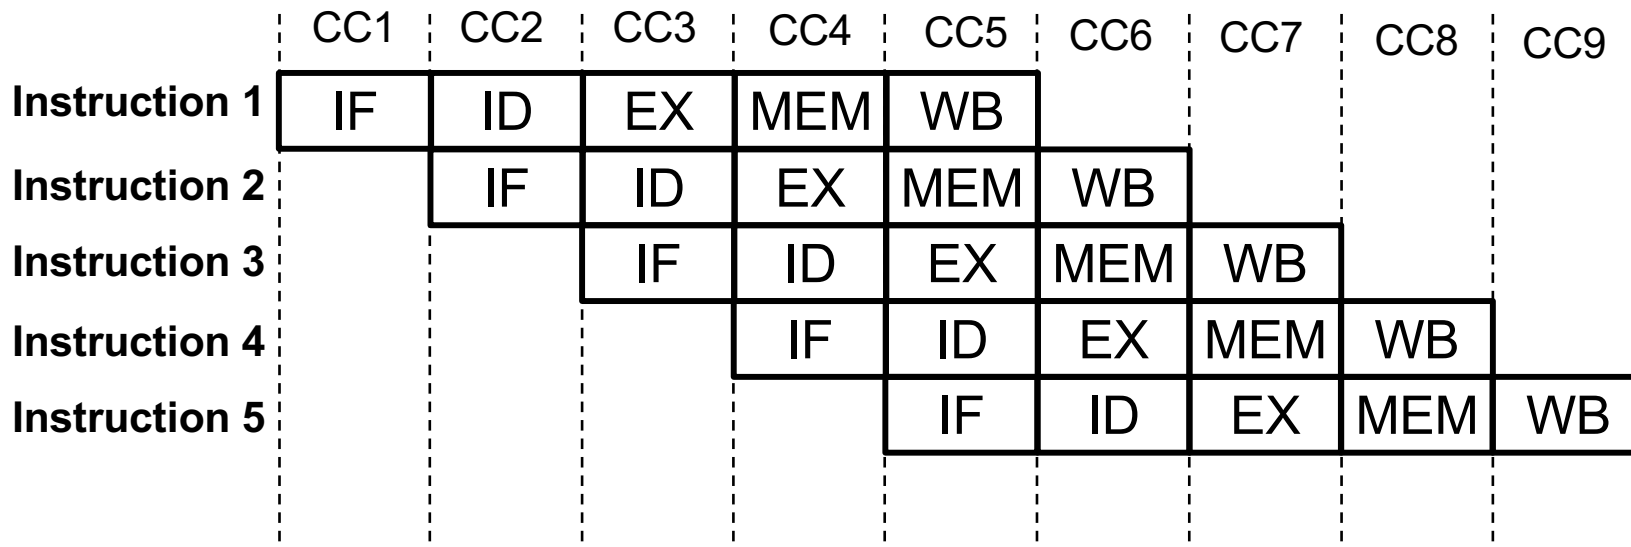 CC1 CC2 CC3 CC4 CC5 CC6 CC7 CC8 CC9
Instruction 1 IF ID EX MEM WB
Instruction 2 IF ID EX MEM WB
Instruction 3 IF ID EX MEM WB
Instruction 4 IF ID EX MEM WB
Instruction 5 IF ID EX MEM WB